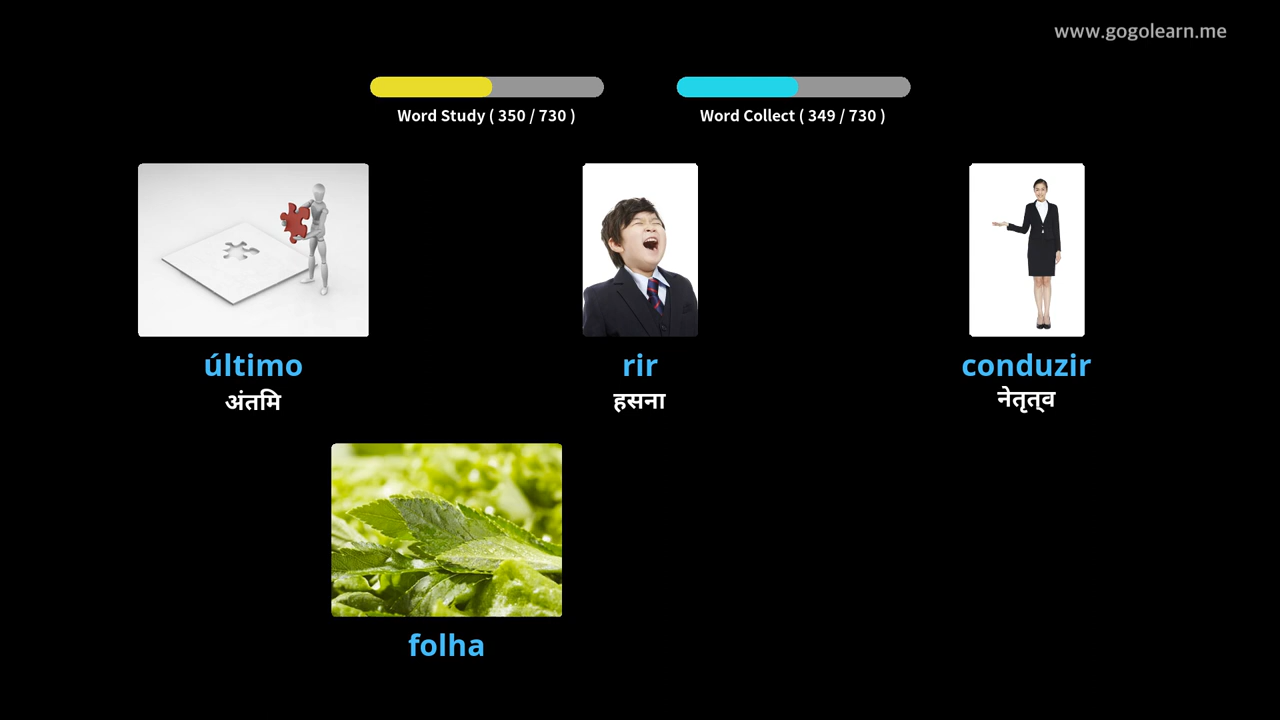 www.gogolearn.me
Word Study ( 350 / 730 )
Word Collect ( 349 / 730 )
último
rir
conduzir
अंतमि
हसना
नेतृत्व
folha